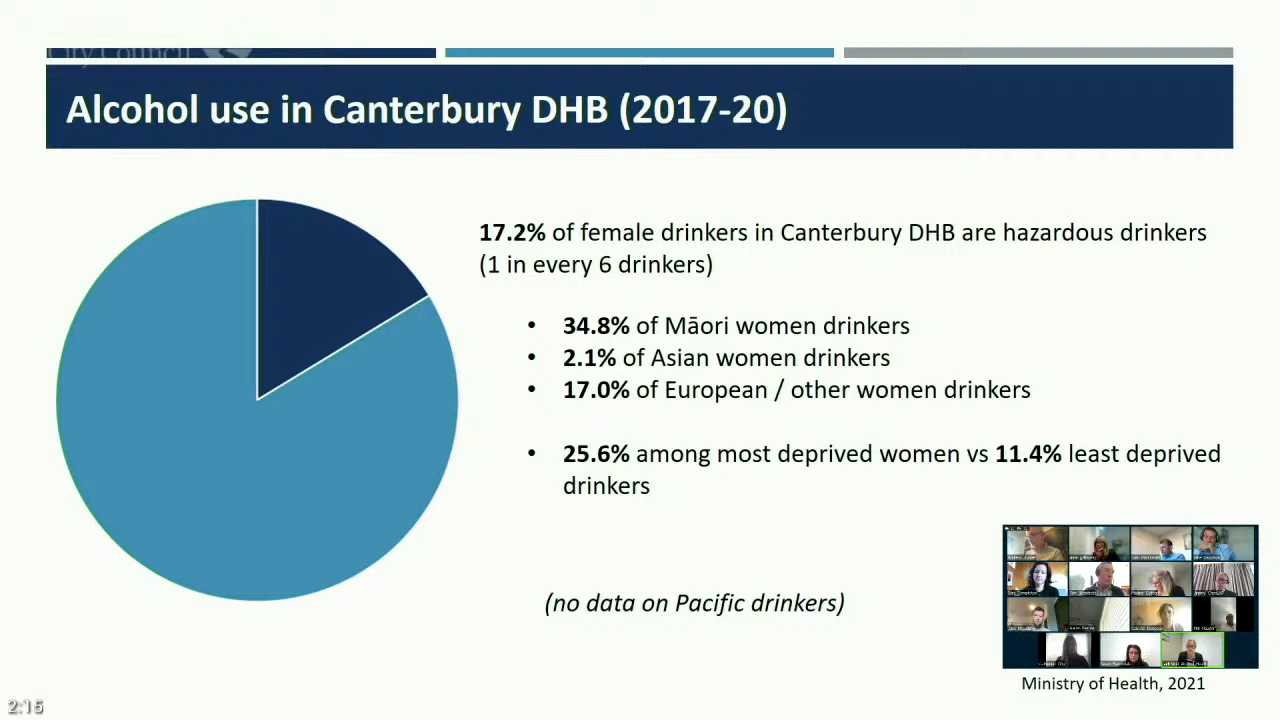 City Council
Alcohol use in Canterbury DHB (2017-20)
17.2% of female drinkers in Canterbury DHB are hazardous drinkers
(1 in every 6 drinkers)
• 34.8% of Māori women drinkers
• 2.1% of Asian women drinkers
• 17.0% of European / other women drinkers
• 25.6% among most deprived women vs 11.4% least deprived
drinkers
(no data on Pacific drinkers)
Ministry of Health, 2021
2:15